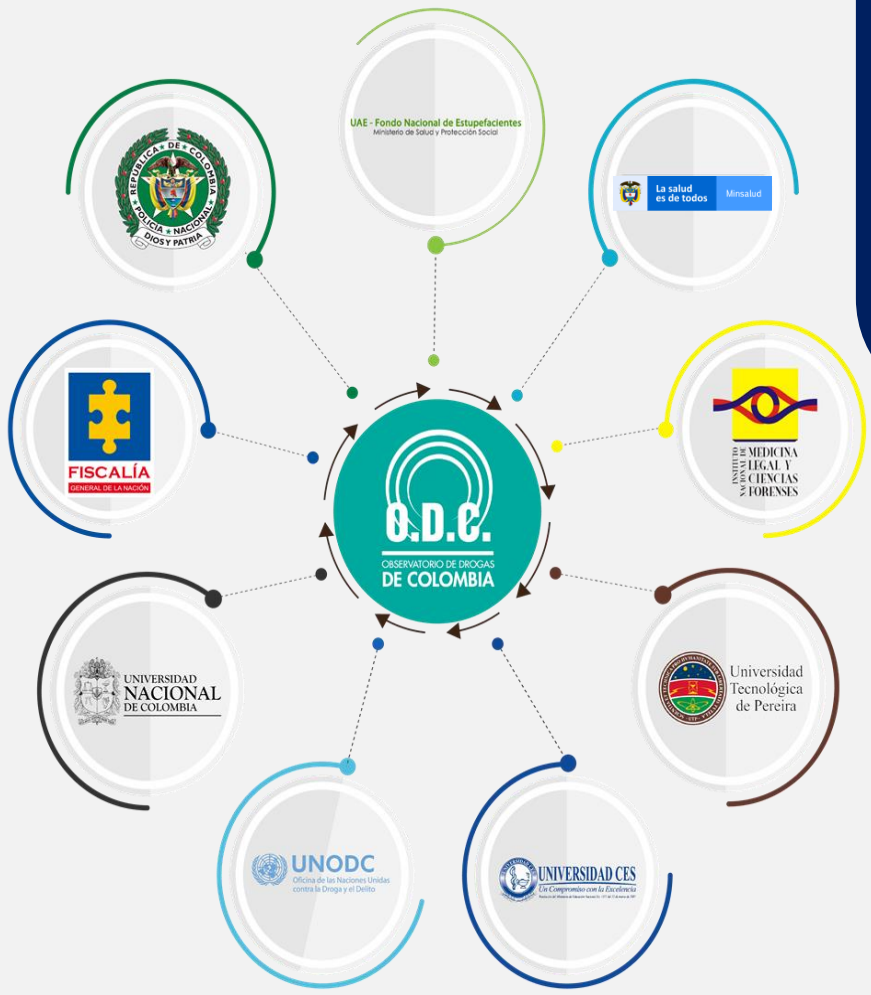 UAE - Fondo Nacional de Estupefacientes
Ministerio de Salud y Protección Social
REPÚBLICA DE COLOMBIA
POLICÍA NACIONAL
DIOS Y PATRIA
La salud
es de todos
Minsalud
FISCALÍA
GENERAL DE LA NACIÓN
INSTITUTO
NACIONAL DE
MEDICINA
LEGAL Y
CIENCIAS
FORENSES
O.D.C.
OBSERVATORIO DE DROGAS
DE COLOMBIA
UNIVERSIDAD
NACIONAL
DE COLOMBIA
Universidad
Tecnológica
de Pereira
UNODC
Oficina de las Naciones Unidas
contra la Droga y el Delito
UNIVERSIDAD CES
Un Compromiso con la Excelencia